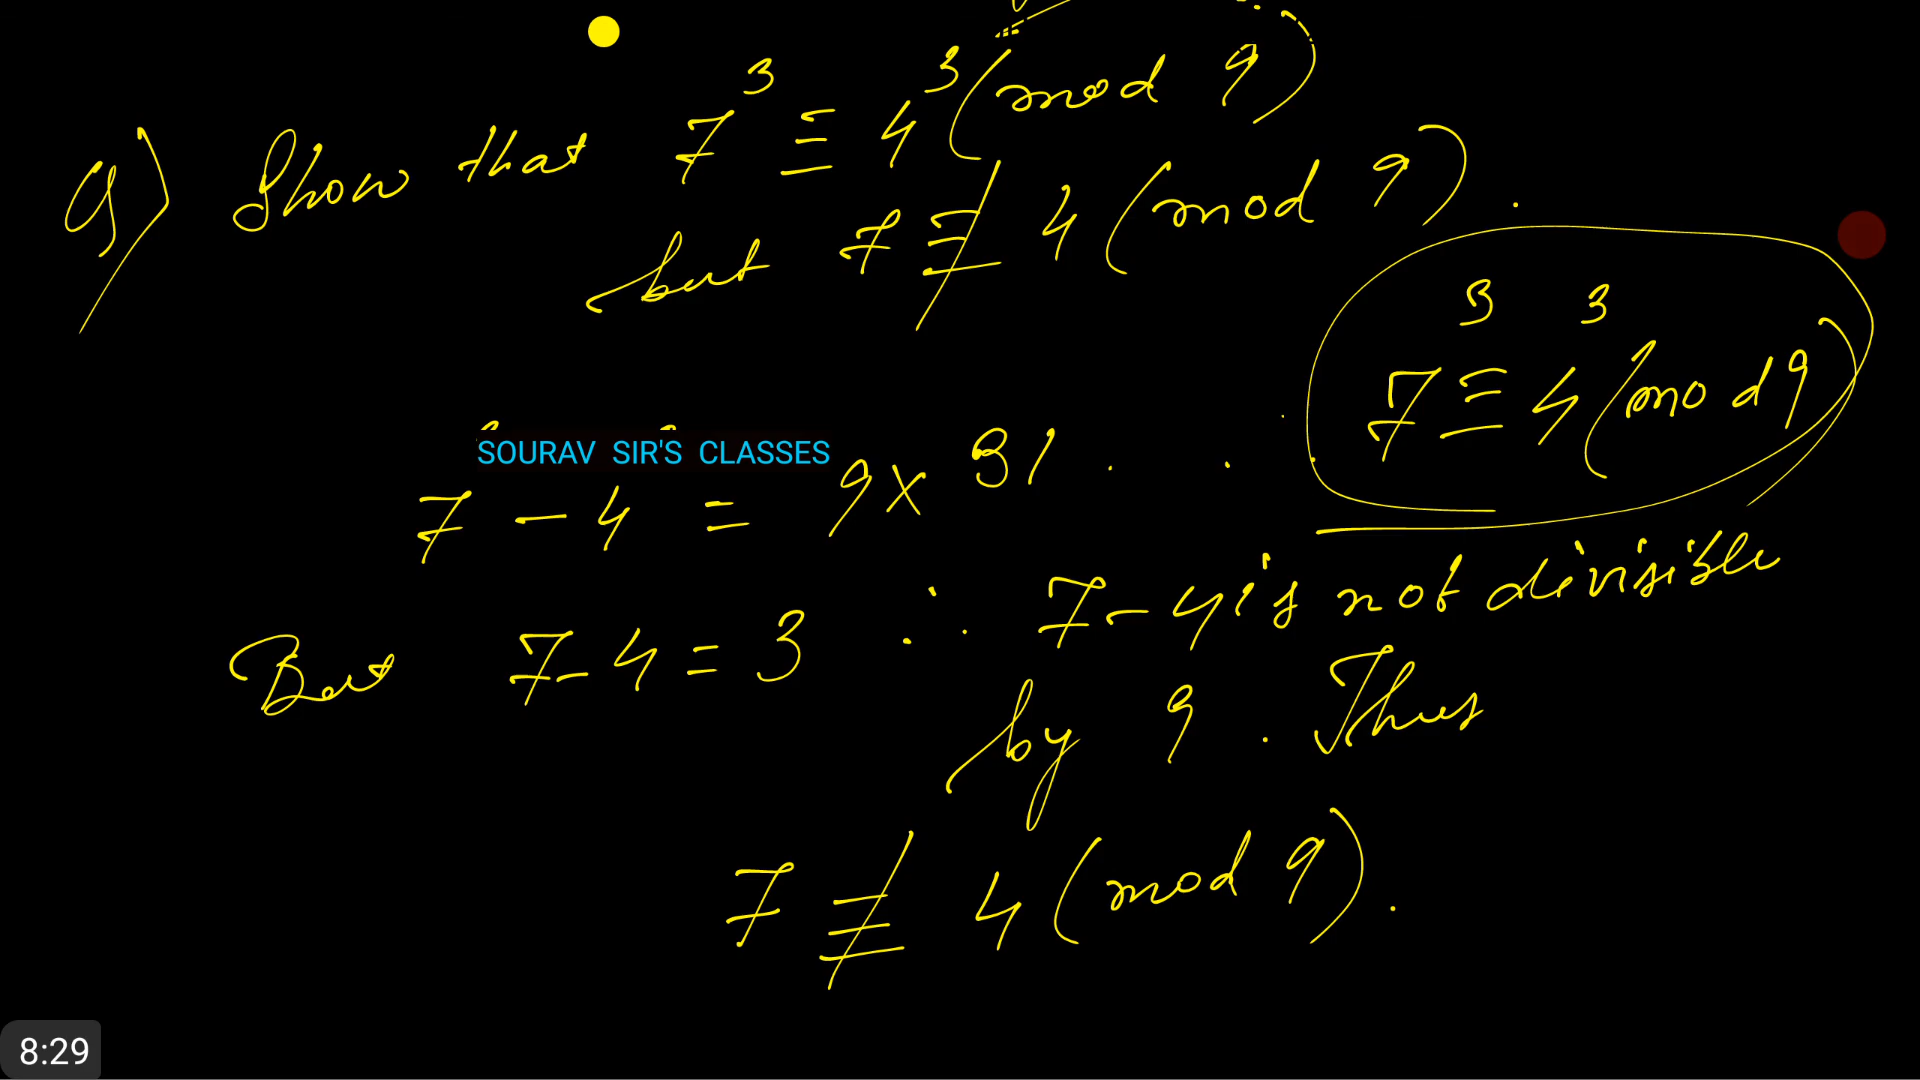 Q) Show that 7³ ≡ 4³ (mod 9)
but 7 ≢ 4 (mod 9).
7³ ≡ 4³ (mod 9)
SOURAV SIR'S CLASSES
7 - 4 = 9 x 31.
But 7-4=3 ∴ 7-4 is not divisible
by 9. Thus
7 ≢ 4 (mod 9).
8:29